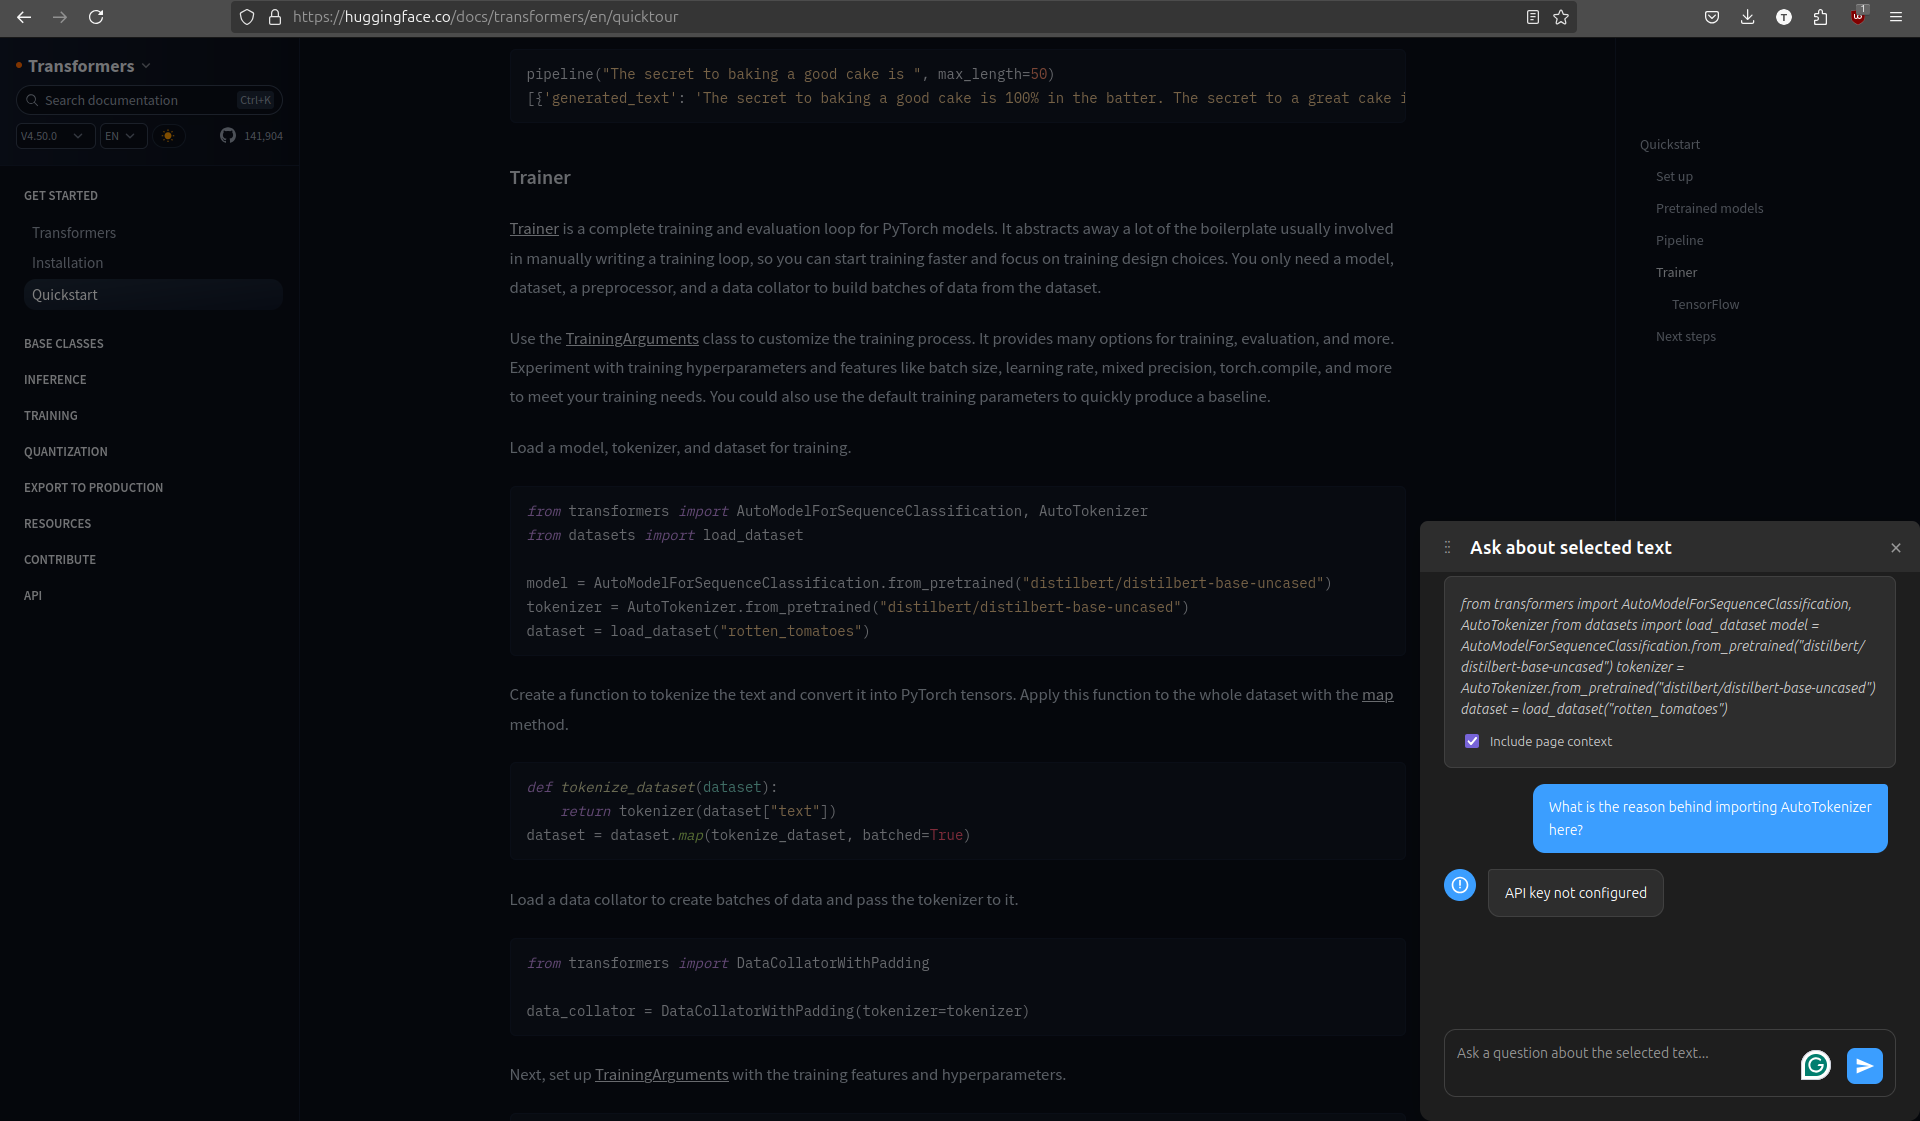 https://huggingface.co/docs/transformers/en/quicktour
T
1
Transformers
Search documentation Ctrl+K
V4.50.0 EN 141,904
GET STARTED
Transformers
Installation
Quickstart
BASE CLASSES
INFERENCE
TRAINING
QUANTIZATION
EXPORT TO PRODUCTION
RESOURCES
CONTRIBUTE
API
pipeline("The secret to baking a good cake is ", max_length=50)
[{'generated_text': 'The secret to baking a good cake is 100% in the batter. The secret to a great cake i
Trainer
Trainer is a complete training and evaluation loop for PyTorch models. It abstracts away a lot of the boilerplate usually involved
in manually writing a training loop, so you can start training faster and focus on training design choices. You only need a model,
dataset, a preprocessor, and a data collator to build batches of data from the dataset.
Use the TrainingArguments class to customize the training process. It provides many options for training, evaluation, and more.
Experiment with training hyperparameters and features like batch size, learning rate, mixed precision, torch.compile, and more
to meet your training needs. You could also use the default training parameters to quickly produce a baseline.
Load a model, tokenizer, and dataset for training.
from transformers import AutoModelForSequenceClassification, AutoTokenizer
from datasets import load_dataset
model = AutoModelForSequenceClassification.from_pretrained("distilbert/distilbert-base-uncased")
tokenizer = AutoTokenizer.from_pretrained("distilbert/distilbert-base-uncased")
dataset = load_dataset("rotten_tomatoes")
Create a function to tokenize the text and convert it into PyTorch tensors. Apply this function to the whole dataset with the map
method.
def tokenize_dataset(dataset):
    return tokenizer(dataset["text"])
dataset = dataset.map(tokenize_dataset, batched=True)
Load a data collator to create batches of data and pass the tokenizer to it.
from transformers import DataCollatorWithPadding
data_collator = DataCollatorWithPadding(tokenizer=tokenizer)
Next, set up TrainingArguments with the training features and hyperparameters.
Quickstart
Set up
Pretrained models
Pipeline
Trainer
TensorFlow
Next steps
Ask about selected text
from transformers import AutoModelForSequenceClassification,
AutoTokenizer from datasets import load_dataset model =
AutoModelForSequenceClassification.from_pretrained("distilbert/
distilbert-base-uncased") tokenizer =
AutoTokenizer.from_pretrained("distilbert/distilbert-base-uncased")
dataset = load_dataset("rotten_tomatoes")
Include page context
What is the reason behind importing AutoTokenizer
here?
API key not configured
Ask a question about the selected text...